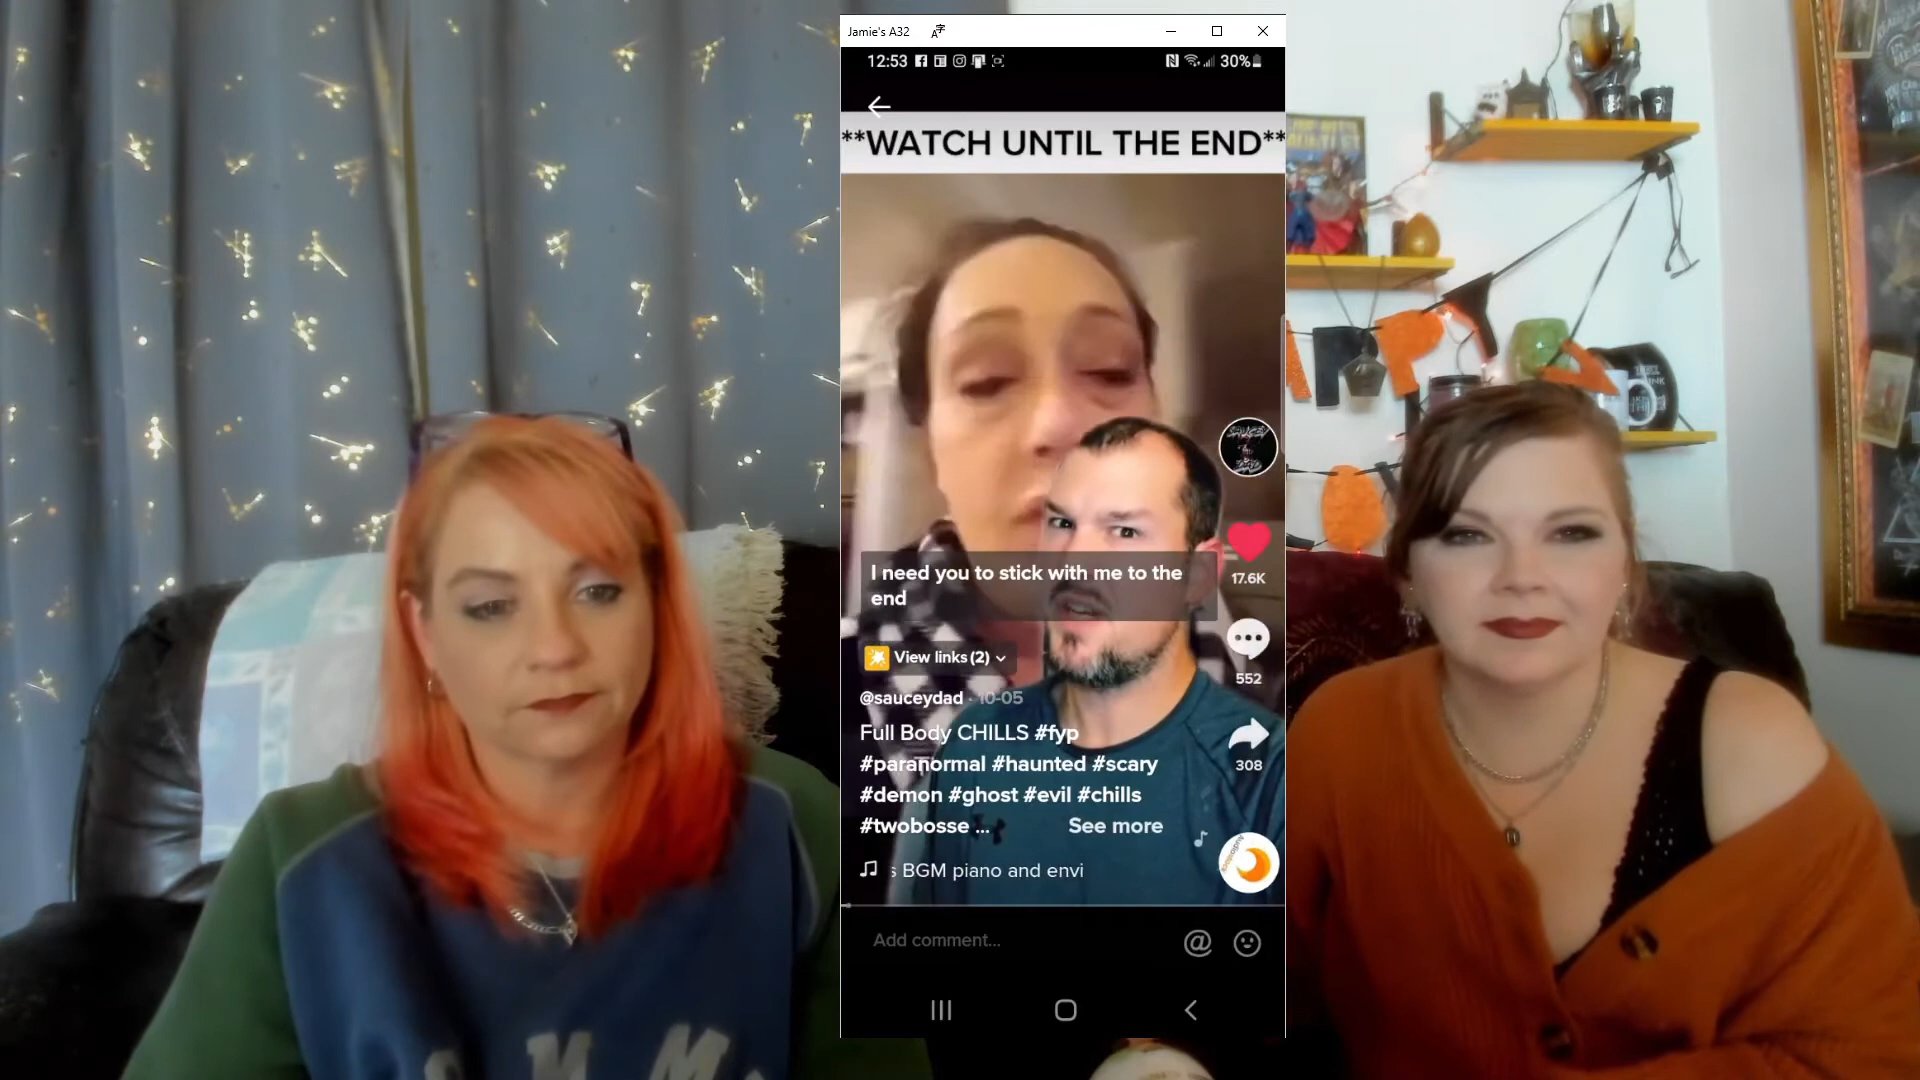 Jamie's A32
12:53
30%
**WATCH UNTIL THE END**
I need you to stick with me to the
end
17.6K
View links (2)
552
@sauceydad · 10-05
Full Body CHILLS #fyp
#paranormal #haunted #scary
308
#demon #ghost #evil #chills
#twobosse ... See more
s BGM piano and envi
Add comment...
@